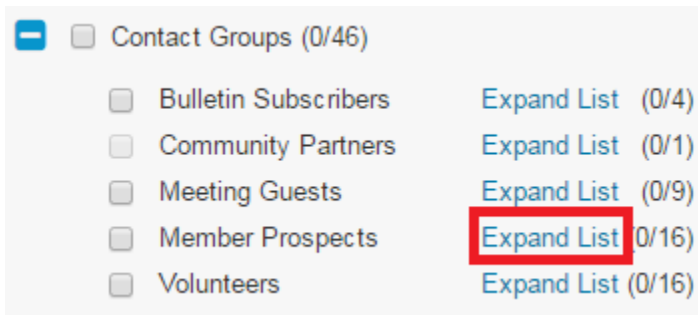 Contact Groups (0/46)
Bulletin Subscribers Expand List (0/4)
Community Partners Expand List (0/1)
Meeting Guests Expand List (0/9)
Member Prospects Expand List (0/16)
Volunteers Expand List (0/16)